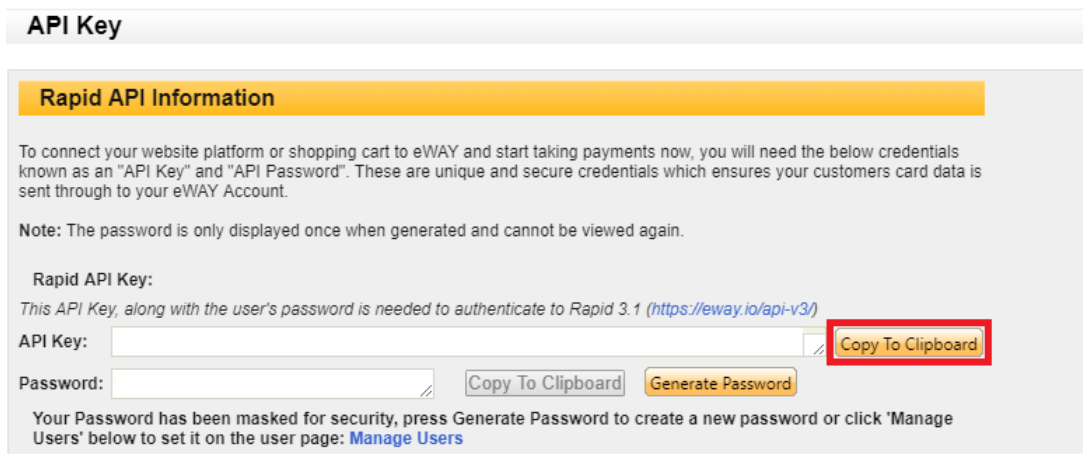 API Key
Rapid API Information
To connect your website platform or shopping cart to eWAY and start taking payments now, you will need the below credentials
known as an "API Key" and "API Password". These are unique and secure credentials which ensures your customers card data is
sent through to your eWAY Account.
Note: The password is only displayed once when generated and cannot be viewed again.
Rapid API Key:
This API Key, along with the user's password is needed to authenticate to Rapid 3.1 (https://eway.io/api-v3/)
API Key: Copy To Clipboard
Password: Copy To Clipboard Generate Password
Your Password has been masked for security, press Generate Password to create a new password or click 'Manage
Users' below to set it on the user page: Manage Users